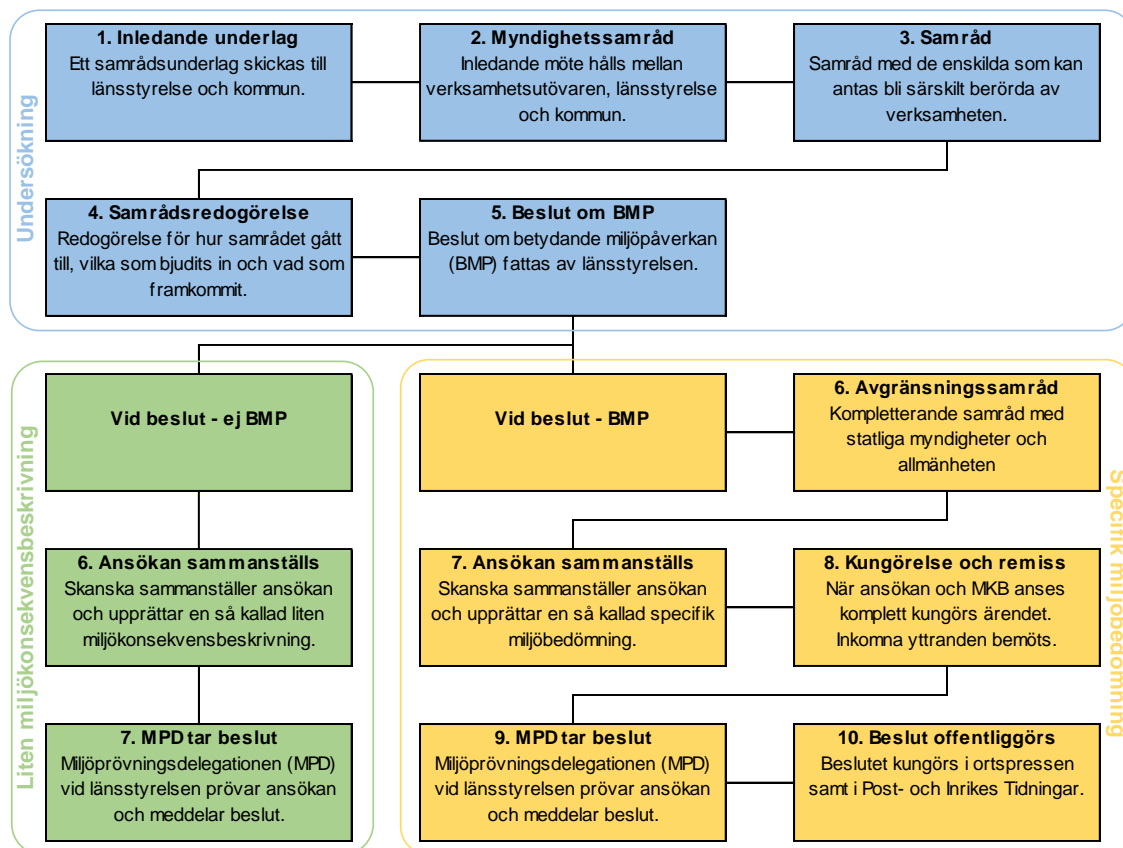 Undersökning
1. Inledande underlag
Ett samrådsunderlag skickas till
länsstyrelse och kommun.
2. Myndighetssamråd
Inledande möte hålls mellan
verksamhetsutövaren, länsstyrelse
och kommun.
3. Samråd
Samråd med de enskilda som kan
antas bli särskilt berörda av
verksamheten.
4. Samrådsredogörelse
Redogörelse för hur samrådet gått
till, vilka som bjudits in och vad som
framkommit.
5. Beslut om BMP
Beslut om betydande miljöpåverkan
(BMP) fattas av länsstyrelsen.
Liten miljökonsekvensbeskrivning
Vid beslut - ej BMP
6. Ansökan sammanställs
Skanska sammanställer ansökan
och upprättar en så kallad liten
miljökonsekvensbeskrivning.
7. MPD tar beslut
Miljöprövningsdelegationen (MPD)
vid länsstyrelsen prövar ansökan
och meddelar beslut.
Specifik miljöbedömning
Vid beslut - BMP
6. Avgränsningssamråd
Kompletterande samråd med
statliga myndigheter och
allmänheten
7. Ansökan sammanställs
Skanska sammanställer ansökan
och upprättar en så kallad specifik
miljöbedömning.
8. Kungörelse och remiss
När ansökan och MKB anses
komplett kungörs ärendet.
Inkomna yttranden bemöts.
9. MPD tar beslut
Miljöprövningsdelegationen (MPD)
vid länsstyrelsen prövar ansökan
och meddelar beslut.
10. Beslut offentliggörs
Beslutet kungörs i ortspressen
samt i Post- och Inrikes Tidningar.